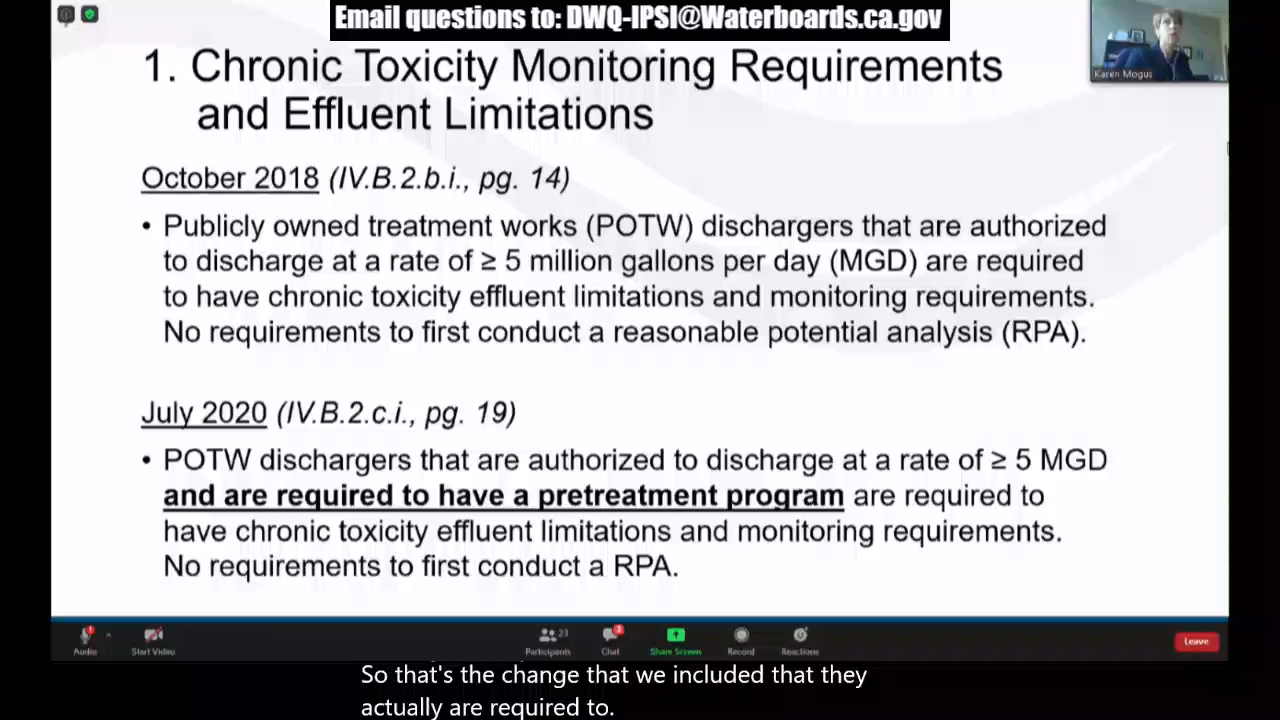 Email questions to: DWQ-IPSI@Waterboards.ca.gov
Karen Mogus
1. Chronic Toxicity Monitoring Requirements
and Effluent Limitations
October 2018 (IV.B.2.b.i., pg. 14)
• Publicly owned treatment works (POTW) dischargers that are authorized
to discharge at a rate of ≥ 5 million gallons per day (MGD) are required
to have chronic toxicity effluent limitations and monitoring requirements.
No requirements to first conduct a reasonable potential analysis (RPA).
July 2020 (IV.B.2.c.i., pg. 19)
• POTW dischargers that are authorized to discharge at a rate of ≥ 5 MGD
and are required to have a pretreatment program are required to
have chronic toxicity effluent limitations and monitoring requirements.
No requirements to first conduct a RPA.
Audio Start Video Participants 21 Chat 3 Share Screen Record Reactions Leave
So that's the change that we included that they
actually are required to.